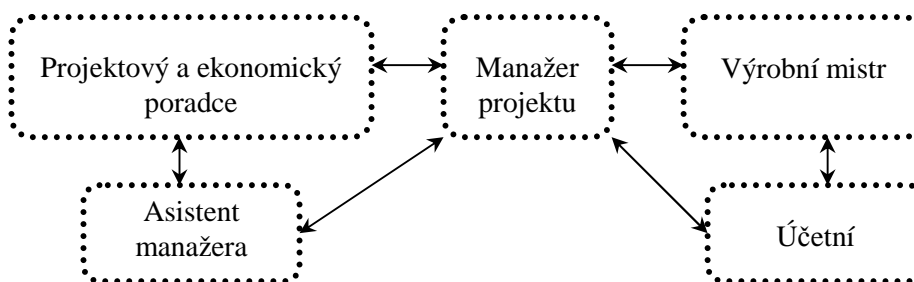 Projektový a ekonomický
poradce
Manažer
projektu
Výrobní mistr
Asistent
manažera
Účetní